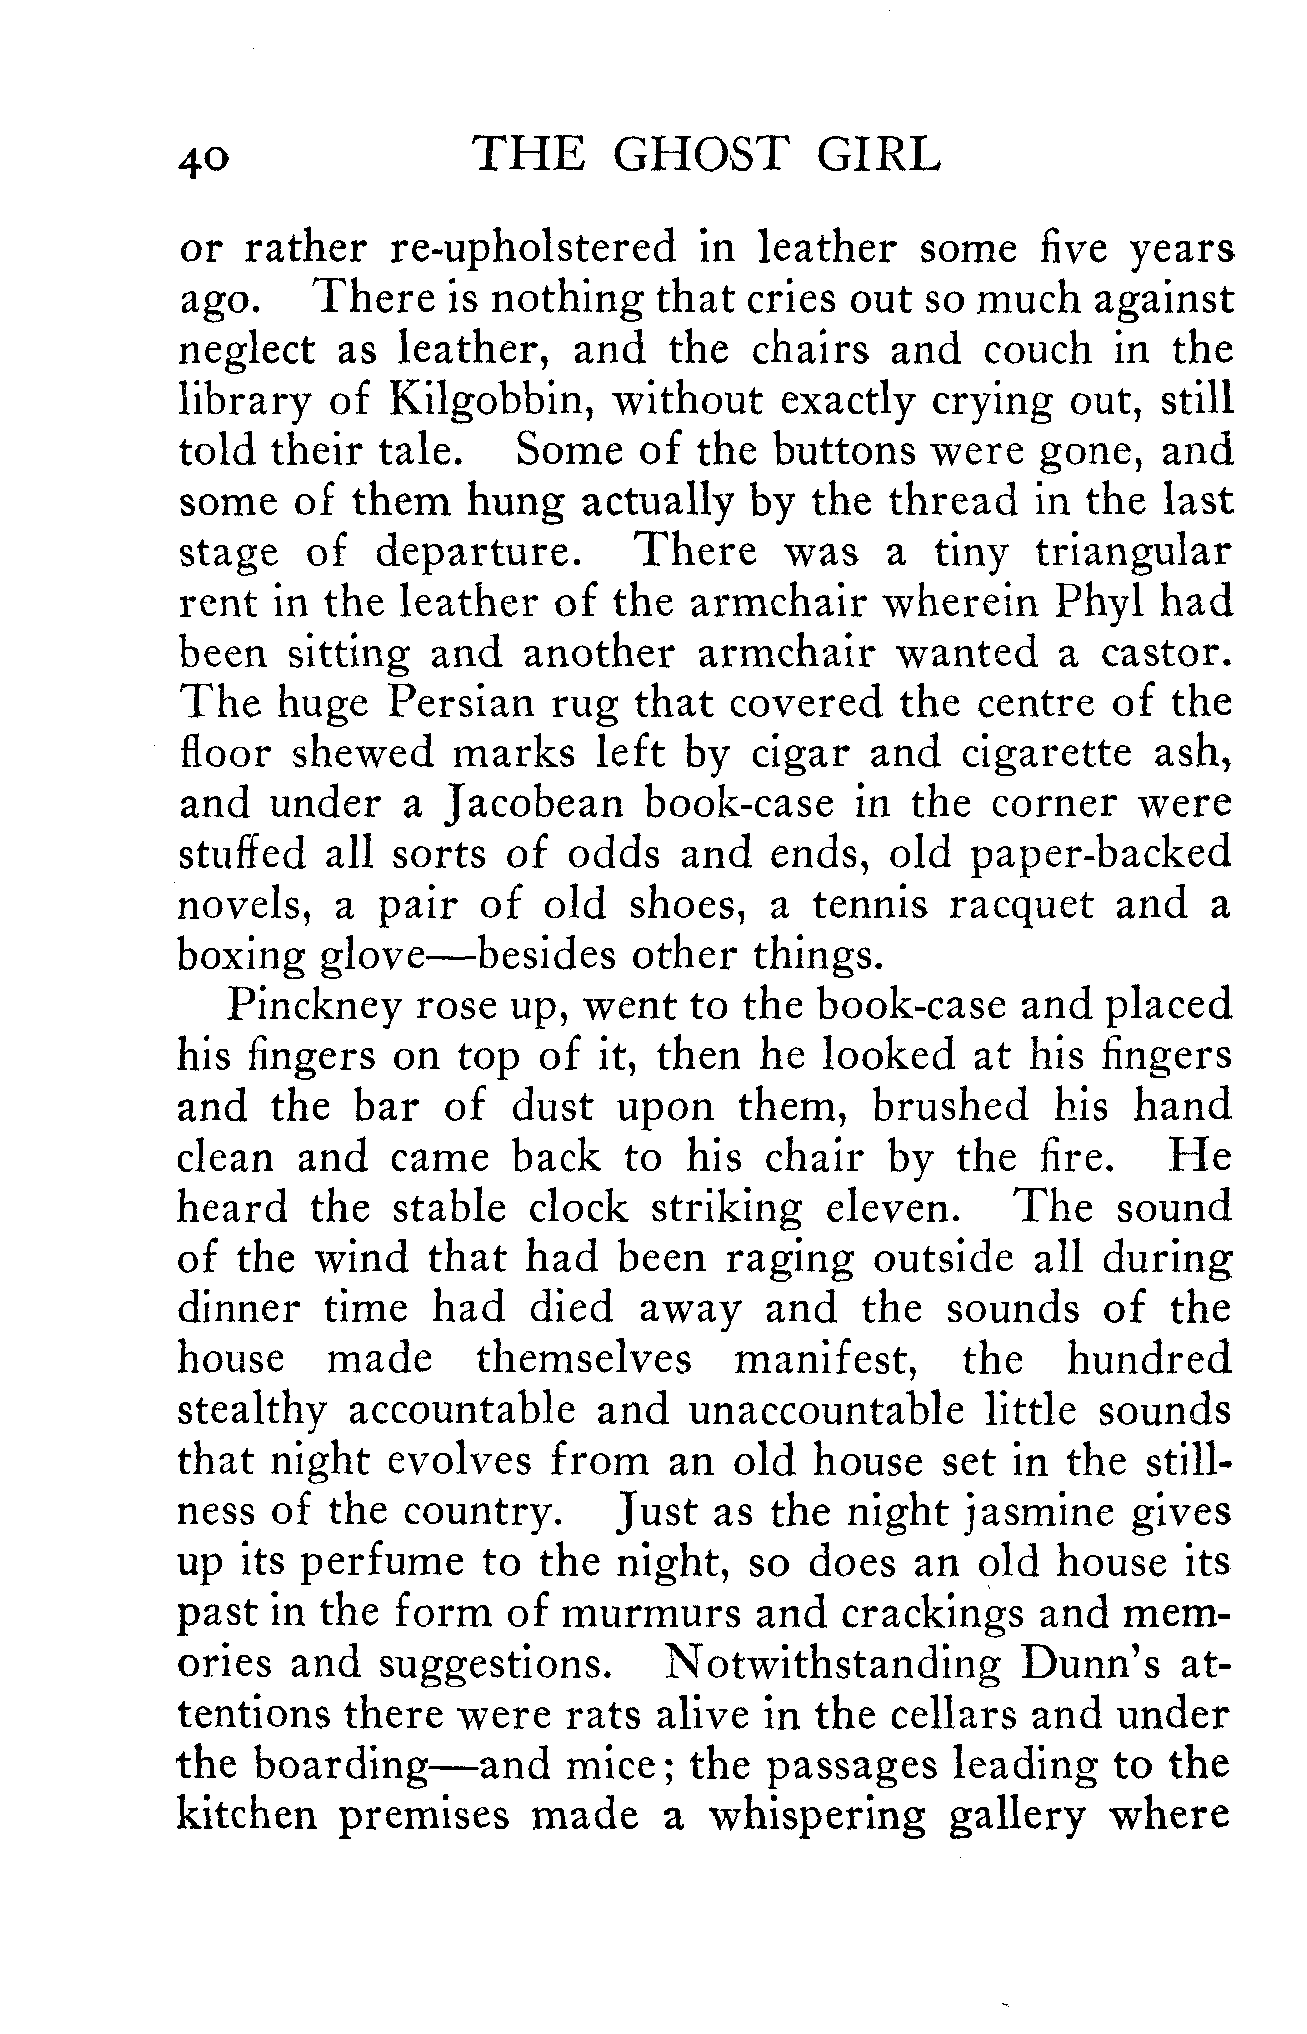 40 THE GHOST GIRL
or rather re-upholstered in leather some five years
ago. There is nothing that cries out so much against
neglect as leather, and the chairs and couch in the
library of Kilgobbin, without exactly crying out, still
told their tale. Some of the buttons were gone, and
some of them hung actually by the thread in the last
stage of departure. There was a tiny triangular
rent in the leather of the armchair wherein Phyl had
been sitting and another armchair wanted a castor.
The huge Persian rug that covered the centre of the
floor shewed marks left by cigar and cigarette ash,
and under a Jacobean book-case in the corner were
stuffed all sorts of odds and ends, old paper-backed
novels, a pair of old shoes, a tennis racquet and a
boxing glove—besides other things.
Pinckney rose up, went to the book-case and placed
his fingers on top of it, then he looked at his fingers
and the bar of dust upon them, brushed his hand
clean and came back to his chair by the fire. He
heard the stable clock striking eleven. The sound
of the wind that had been raging outside all during
dinner time had died away and the sounds of the
house made themselves manifest, the hundred
stealthy accountable and unaccountable little sounds
that night evolves from an old house set in the still-
ness of the country. Just as the night jasmine gives
up its perfume to the night, so does an old house its
past in the form of murmurs and crackings and mem-
ories and suggestions. Notwithstanding Dunn's at-
tentions there were rats alive in the cellars and under
the boarding—and mice; the passages leading to the
kitchen premises made a whispering gallery where